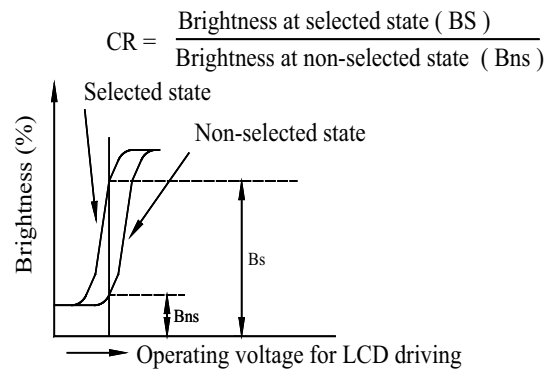 CR = Brightness at selected state ( BS )
Brightness at non-selected state ( Bns )
Selected state
Non-selected state
Brightness (%)
Bs
Bns
Operating voltage for LCD driving